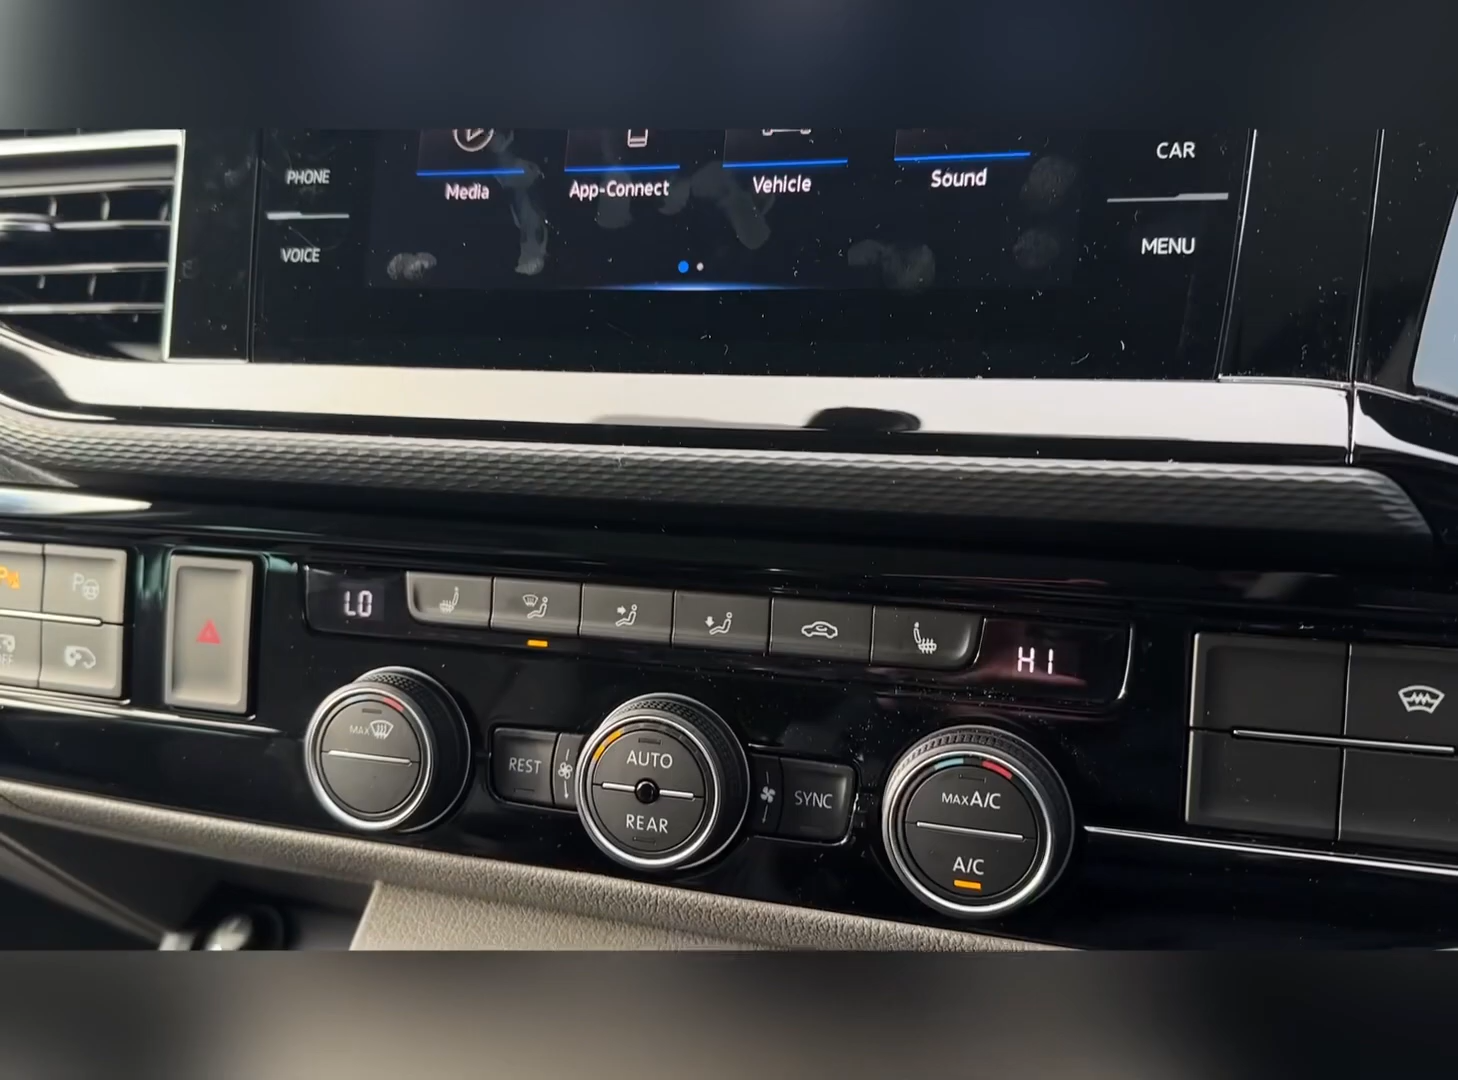 PHONE
VOICE
Media
App-Connect
Vehicle
Sound
CAR
MENU
P
LO
HI
MAX
REST
AUTO
REAR
SYNC
MAX A/C
A/C